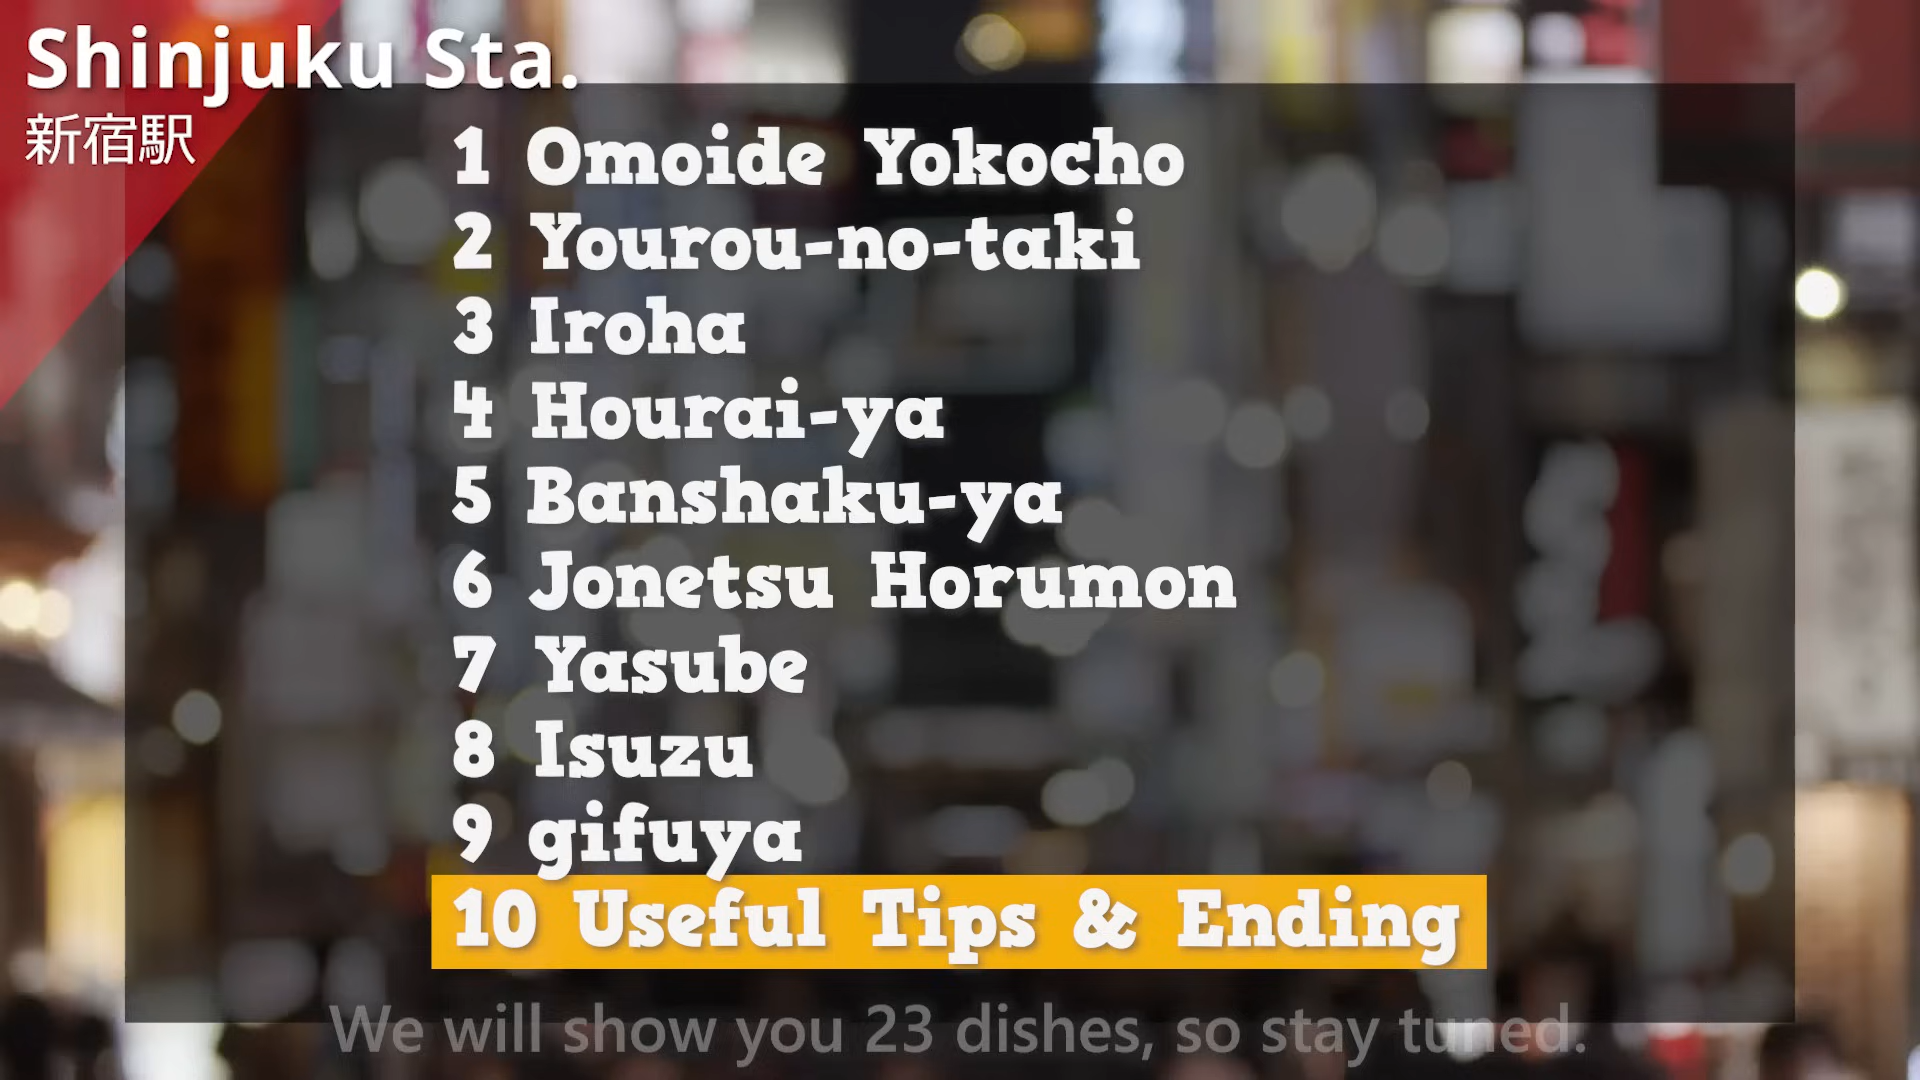 Shinjuku Sta.
新宿駅
1 Omoide Yokocho
2 Yourou-no-taki
3 Iroha
4 Hourai-ya
5 Banshaku-ya
6 Jonetsu Horumon
7 Yasube
8 Isuzu
9 gifuya
10 Useful Tips & Ending
We will show you 23 dishes, so stay tuned.